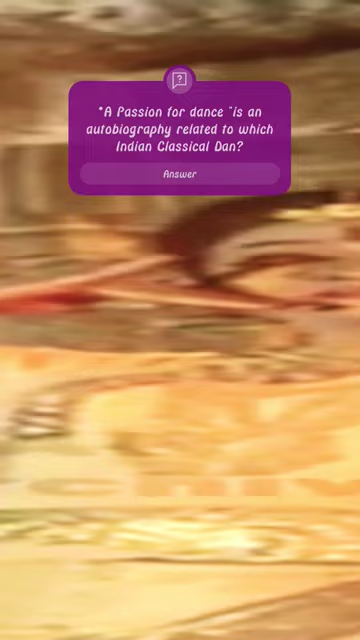 "A Passion for dance "is an
autobiography related to which
Indian Classical Dan?
Answer